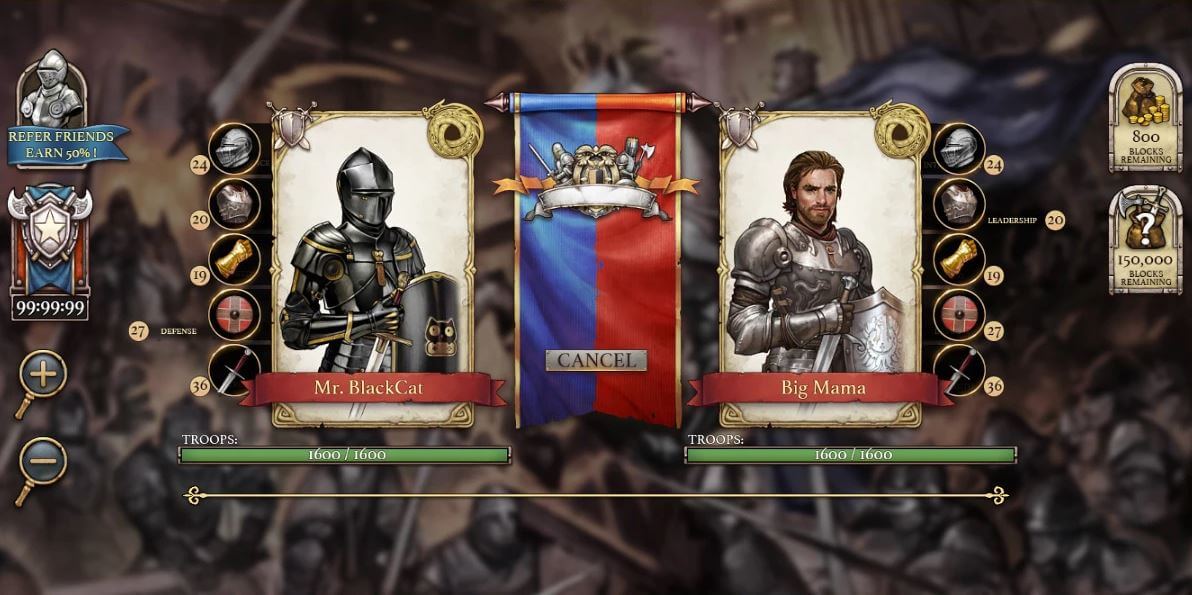 REFER FRIENDS
EARN 50% !
99:99:99
24
20
19
27 DEFENSE
36
Mr. BlackCat
TROOPS:
1600 / 1600
CANCEL
24
LEADERSHIP 20
19
27
36
Big Mama
TROOPS:
1600 / 1600
800
BLOCKS
REMAINING
?
150,000
BLOCKS
REMAINING